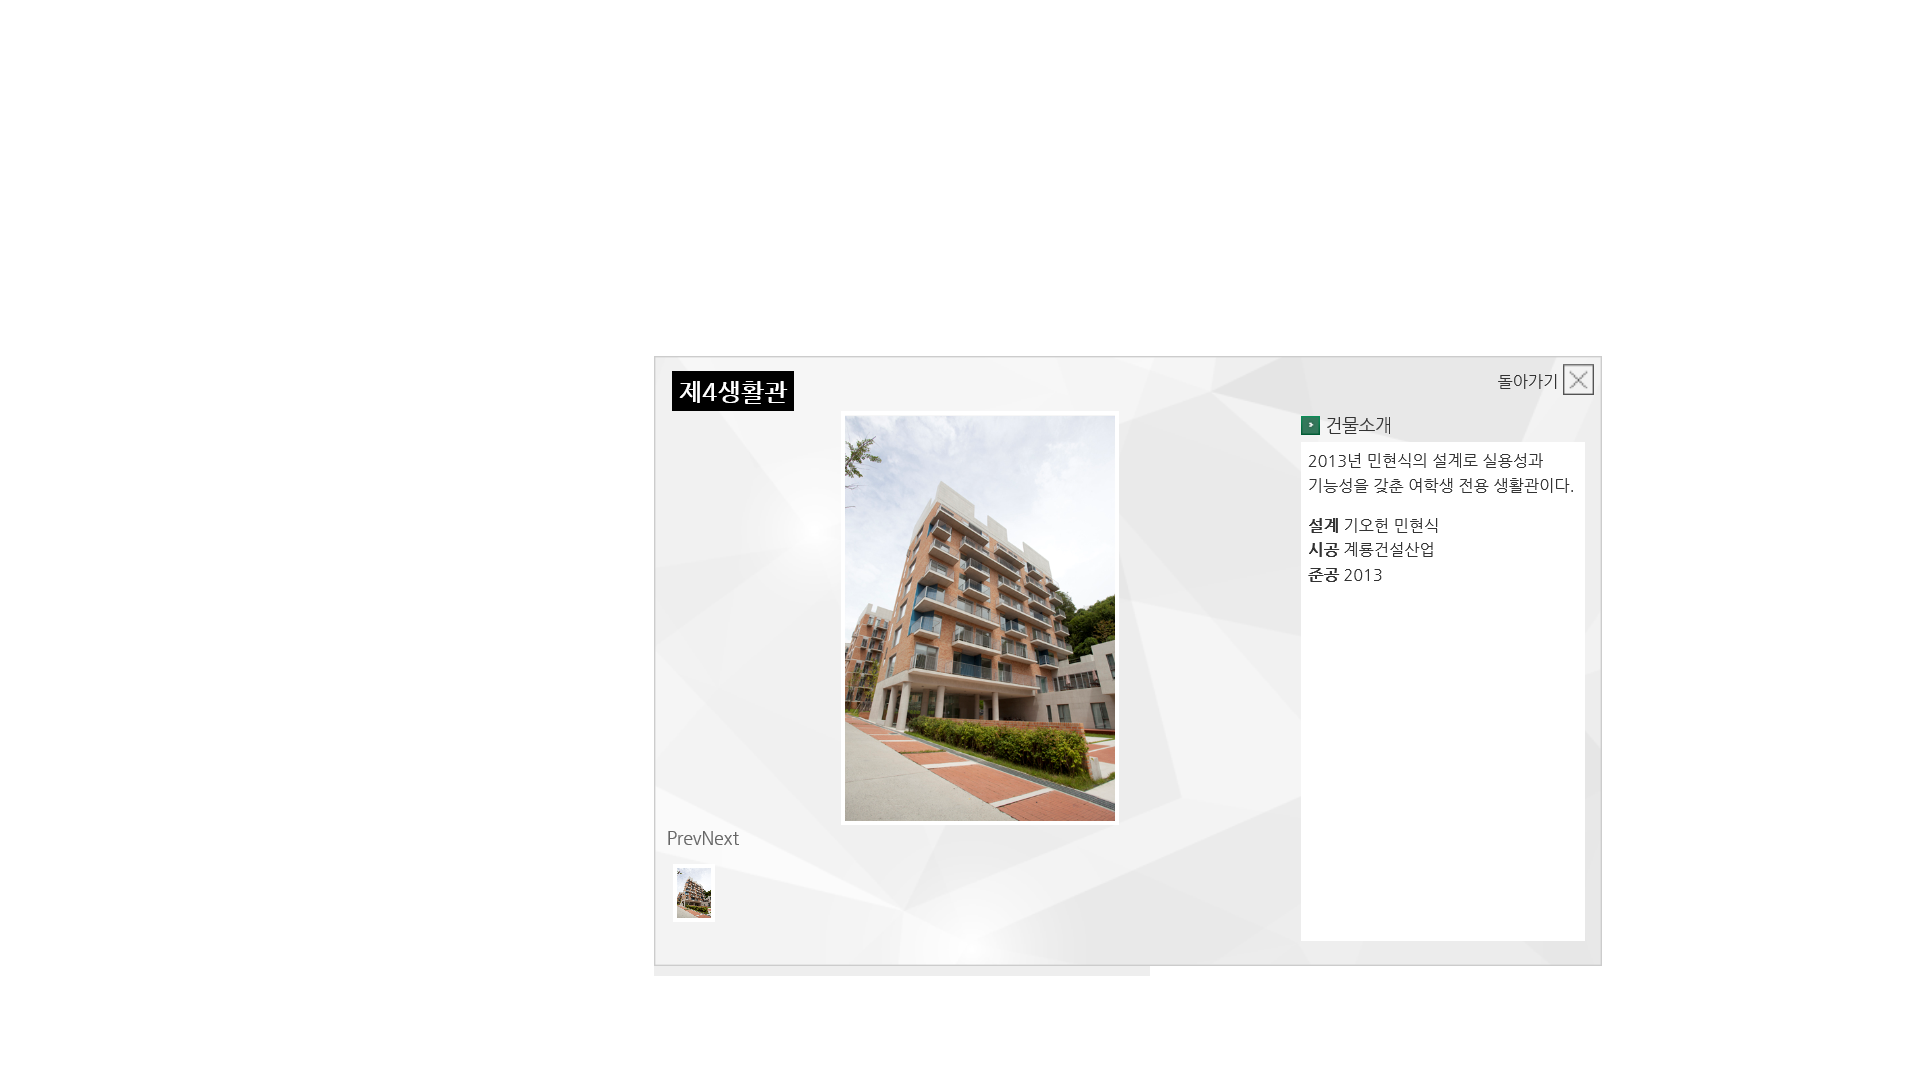 제4생활관
돌아가기
건물소개
2013년 민현식의 설계로 실용성과
기능성을 갖춘 여학생 전용 생활관이다.
설계 기오헌 민현식
시공 계룡건설산업
준공 2013
PrevNext